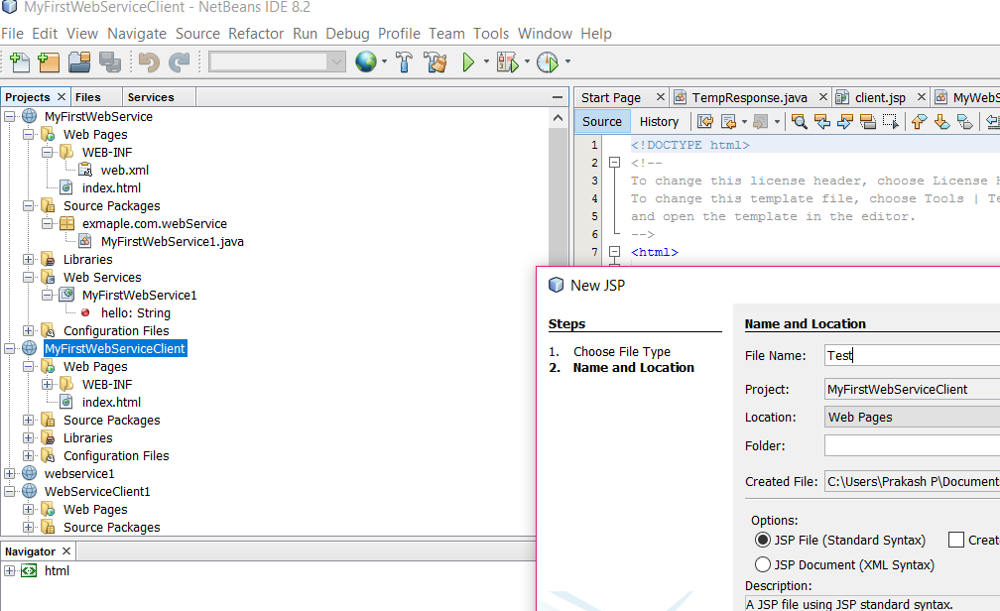 MyFirstWebServiceClient - NetBeans IDE 8.2
File Edit View Navigate Source Refactor Run Debug Profile Team Tools Window Help
Projects Files Services
MyFirstWebService
Web Pages
WEB-INF
web.xml
index.html
Source Packages
exmaple.com.webService
MyFirstWebService1.java
Libraries
Web Services
MyFirstWebService1
hello: String
Configuration Files
MyFirstWebServiceClient
Web Pages
WEB-INF
index.html
Source Packages
Libraries
Configuration Files
webservice1
WebServiceClient1
Web Pages
Source Packages
Navigator
html
Start Page TempResponse.java client.jsp MyWebS
Source History
1 <!DOCTYPE html>
2 <!--
3 To change this license header, choose License H
4 To change this template file, choose Tools | Te
5 and open the template in the editor.
6 -->
7 <html>
New JSP
Steps
1. Choose File Type
2. Name and Location
Name and Location
File Name: Test
Project: MyFirstWebServiceClient
Location: Web Pages
Folder:
Created File: C:\Users\Prakash P\Document
Options:
JSP File (Standard Syntax) Create
JSP Document (XML Syntax)
Description:
A JSP file using JSP standard syntax.